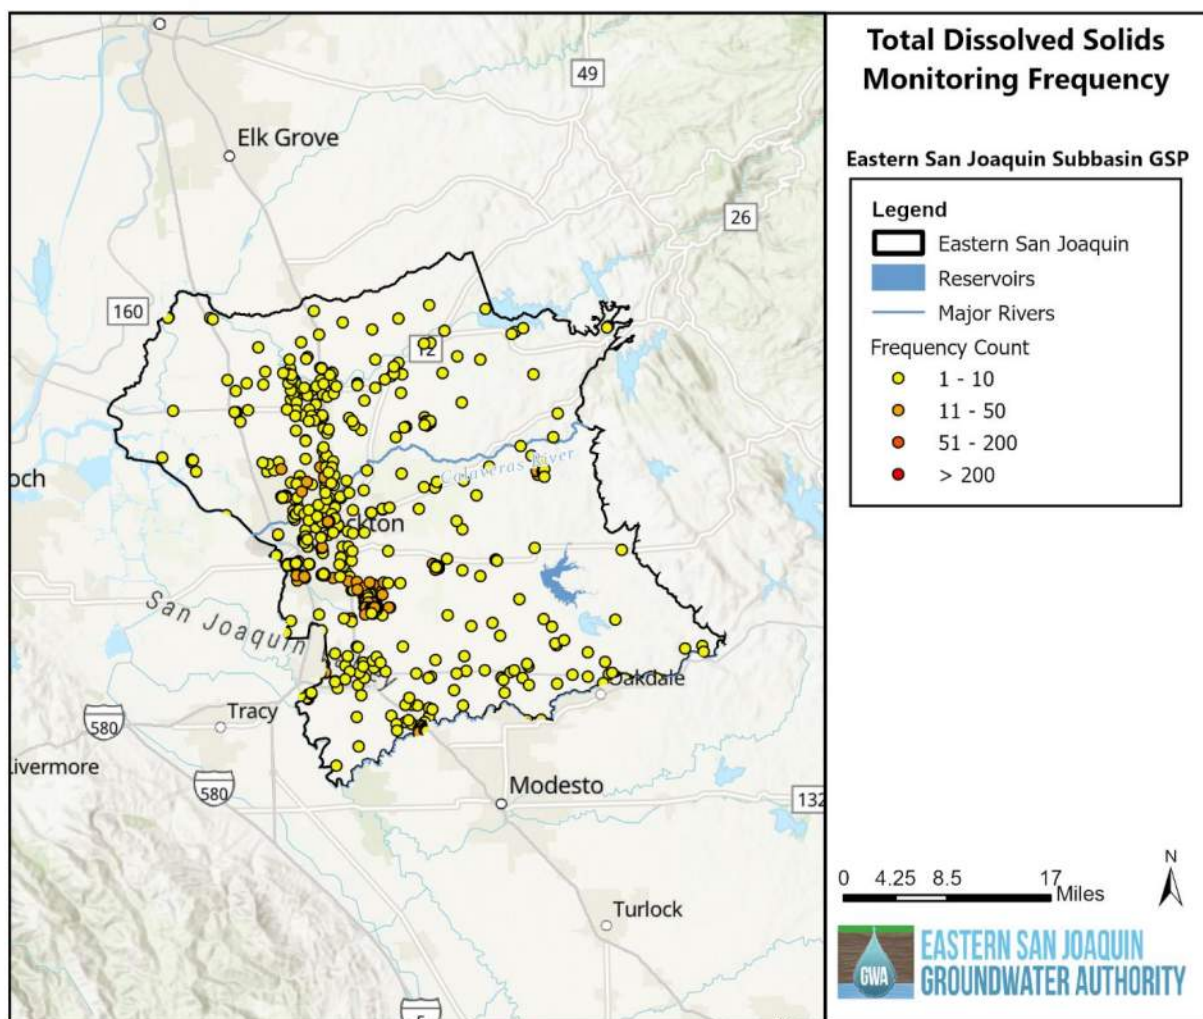 Total Dissolved Solids
Monitoring Frequency
Eastern San Joaquin Subbasin GSP
Legend
Eastern San Joaquin
Reservoirs
Major Rivers
Frequency Count
1 - 10
11 - 50
51 - 200
> 200
49
Elk Grove
26
160
12
Calaveras River
och
ckton
San Joaquin
Oakdale
Tracy
580
Livermore
580
Modesto
132
Turlock
5
0 4.25 8.5 17
Miles
N
GWA
EASTERN SAN JOAQUIN
GROUNDWATER AUTHORITY